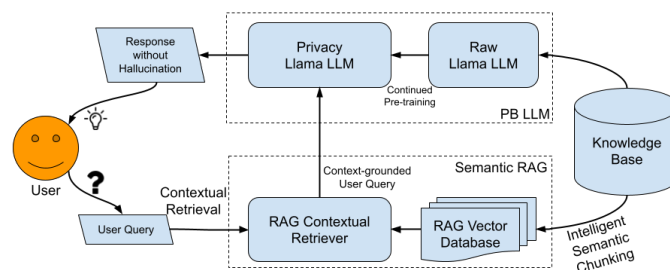 Response
without
Hallucination
Privacy
Llama LLM
Raw
Llama LLM
Continued
Pre-training
PB LLM
Knowledge
Base
User
?
Context-grounded
User Query
Semantic RAG
Contextual
Retrieval
User Query
RAG Contextual
Retriever
RAG Vector
Database
Intelligent
Semantic
Chunking